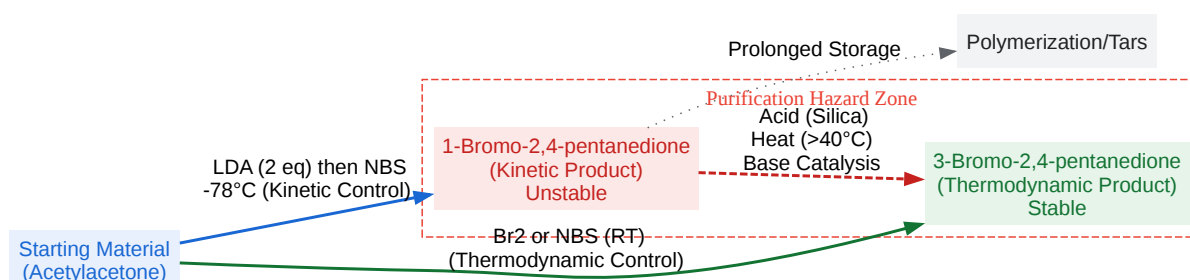 Prolonged Storage
Polymerization/Tars
Purification Hazard Zone
Acid (Silica)
Heat (>40°C)
Base Catalysis
1-Bromo-2,4-pentanedione
(Kinetic Product)
Unstable
3-Bromo-2,4-pentanedione
(Thermodynamic Product)
Stable
LDA (2 eq) then NBS
-78°C (Kinetic Control)
Starting Material
(Acetylacetone)
Br2 or NBS (RT)
(Thermodynamic Control)